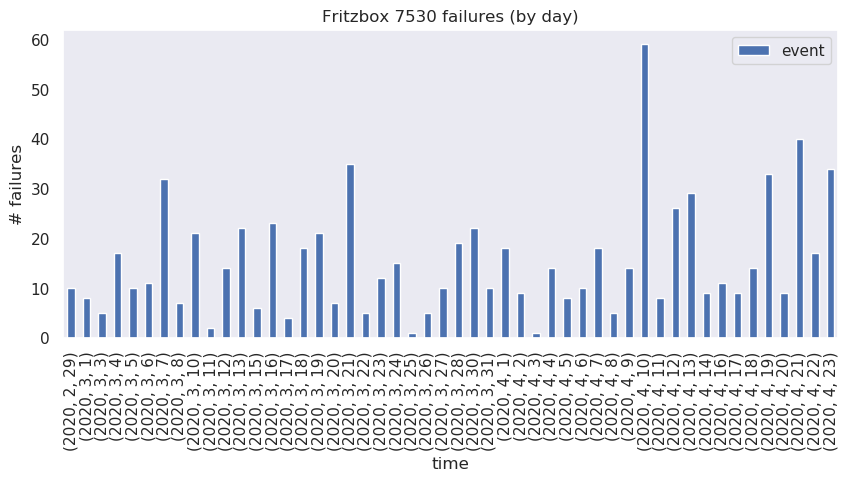 Fritzbox 7530 failures (by day)
event
# failures
60
50
40
30
20
10
0
(2020, 2, 29)
(2020, 3, 1)
(2020, 3, 3)
(2020, 3, 4)
(2020, 3, 5)
(2020, 3, 6)
(2020, 3, 7)
(2020, 3, 8)
(2020, 3, 10)
(2020, 3, 11)
(2020, 3, 12)
(2020, 3, 13)
(2020, 3, 15)
(2020, 3, 16)
(2020, 3, 17)
(2020, 3, 18)
(2020, 3, 19)
(2020, 3, 20)
(2020, 3, 21)
(2020, 3, 22)
(2020, 3, 23)
(2020, 3, 24)
(2020, 3, 25)
(2020, 3, 26)
(2020, 3, 27)
(2020, 3, 28)
(2020, 3, 30)
(2020, 3, 31)
(2020, 4, 1)
(2020, 4, 2)
(2020, 4, 3)
(2020, 4, 4)
(2020, 4, 5)
(2020, 4, 6)
(2020, 4, 7)
(2020, 4, 8)
(2020, 4, 9)
(2020, 4, 10)
(2020, 4, 11)
(2020, 4, 12)
(2020, 4, 13)
(2020, 4, 14)
(2020, 4, 16)
(2020, 4, 17)
(2020, 4, 18)
(2020, 4, 19)
(2020, 4, 20)
(2020, 4, 21)
(2020, 4, 22)
(2020, 4, 23)
time